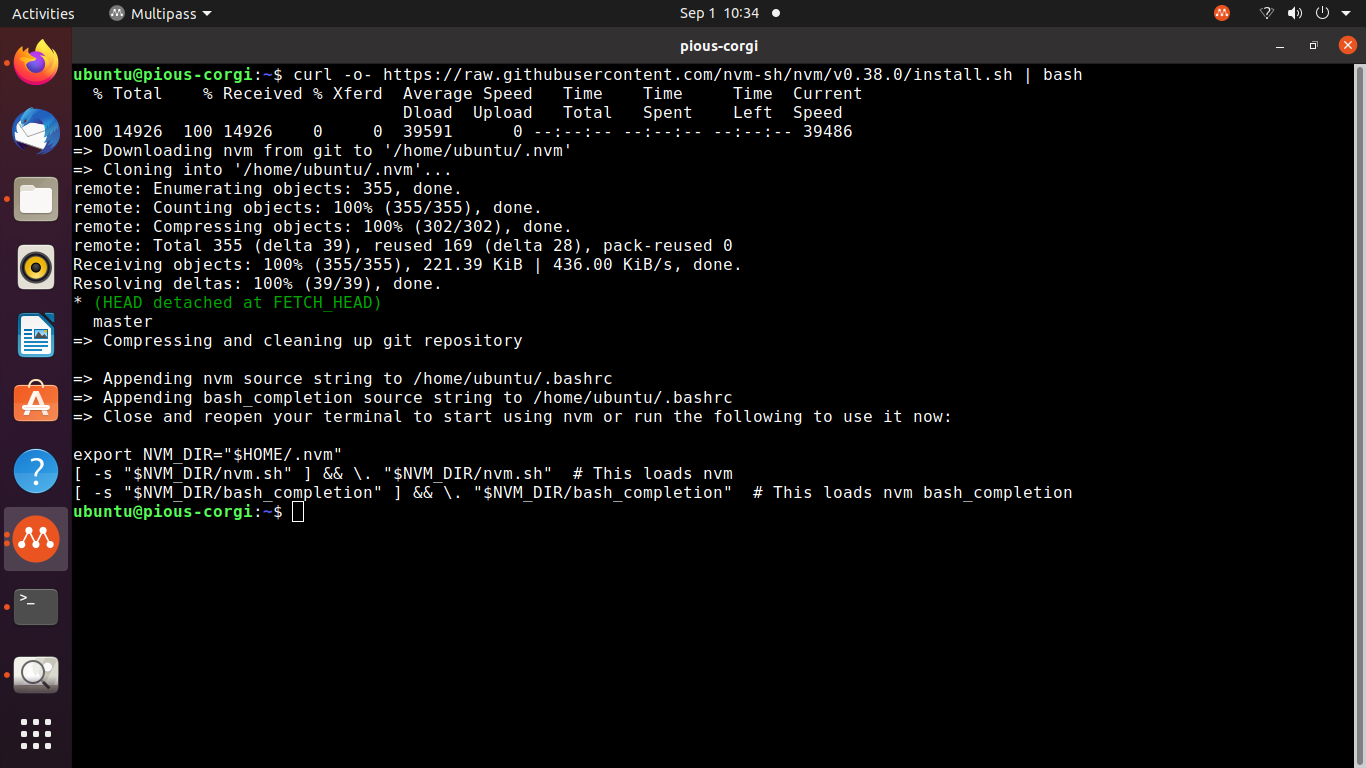 Activities Multipass Sep 1 10:34
pious-corgi
ubuntu@pious-corgi:~$ curl -o- https://raw.githubusercontent.com/nvm-sh/nvm/v0.38.0/install.sh | bash
  % Total    % Received % Xferd  Average Speed   Time    Time     Time  Current
                                 Dload  Upload   Total   Spent    Left  Speed
100 14926  100 14926    0     0  39591      0 --:--:-- --:--:-- --:--:-- 39486
=> Downloading nvm from git to '/home/ubuntu/.nvm'
=> Cloning into '/home/ubuntu/.nvm'...
remote: Enumerating objects: 355, done.
remote: Counting objects: 100% (355/355), done.
remote: Compressing objects: 100% (302/302), done.
remote: Total 355 (delta 39), reused 169 (delta 28), pack-reused 0
Receiving objects: 100% (355/355), 221.39 KiB | 436.00 KiB/s, done.
Resolving deltas: 100% (39/39), done.
* (HEAD detached at FETCH_HEAD)
  master
=> Compressing and cleaning up git repository
=> Appending nvm source string to /home/ubuntu/.bashrc
=> Appending bash_completion source string to /home/ubuntu/.bashrc
=> Close and reopen your terminal to start using nvm or run the following to use it now:
export NVM_DIR="$HOME/.nvm"
[ -s "$NVM_DIR/nvm.sh" ] && \. "$NVM_DIR/nvm.sh"  # This loads nvm
[ -s "$NVM_DIR/bash_completion" ] && \. "$NVM_DIR/bash_completion"  # This loads nvm bash_completion
ubuntu@pious-corgi:~$